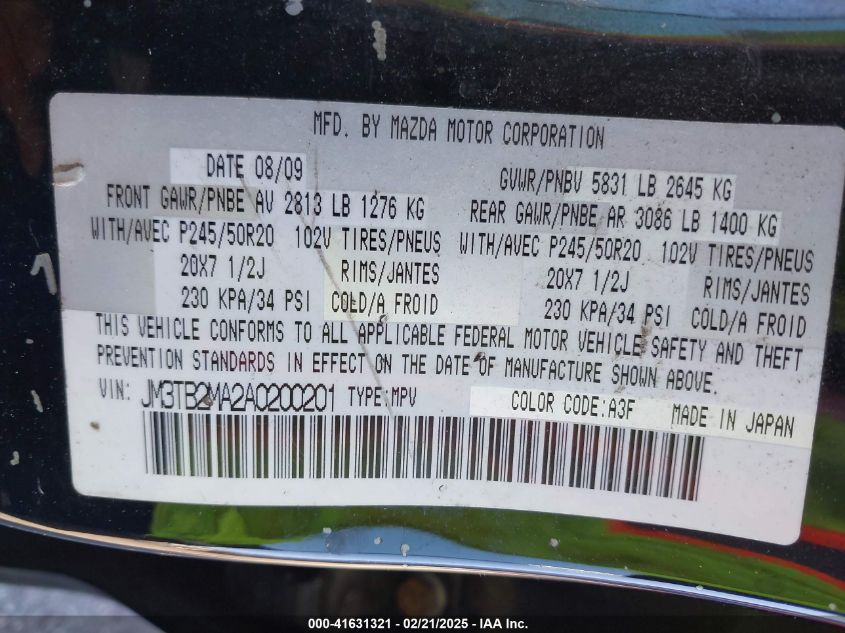 MFD. BY MAZDA MOTOR CORPORATION
DATE 08/09 GVWR/PNBV 5831 LB 2645 KG
FRONT GAWR/PNBE AV 2813 LB 1276 KG REAR GAWR/PNBE AR 3086 LB 1400 KG
WITH/AVEC P245/50R20 102V TIRES/PNEUS WITH/AVEC P245/50R20 102V TIRES/PNEUS
20X7 1/2J RIMS/JANTES 20X7 1/2J RIMS/JANTES
230 KPA/34 PSI COLD/A FROID 230 KPA/34 PSI COLD/A FROID
THIS VEHICLE CONFORMS TO ALL APPLICABLE FEDERAL MOTOR VEHICLE SAFETY AND THEFT
PREVENTION STANDARDS IN EFFECT ON THE DATE OF MANUFACTURE SHOWN ABOVE.
VIN: JM3TB2MA2A0200201 TYPE:MPV COLOR CODE:A3F MADE IN JAPAN
000-41631321 / 02/21/2025 - IAA Inc.